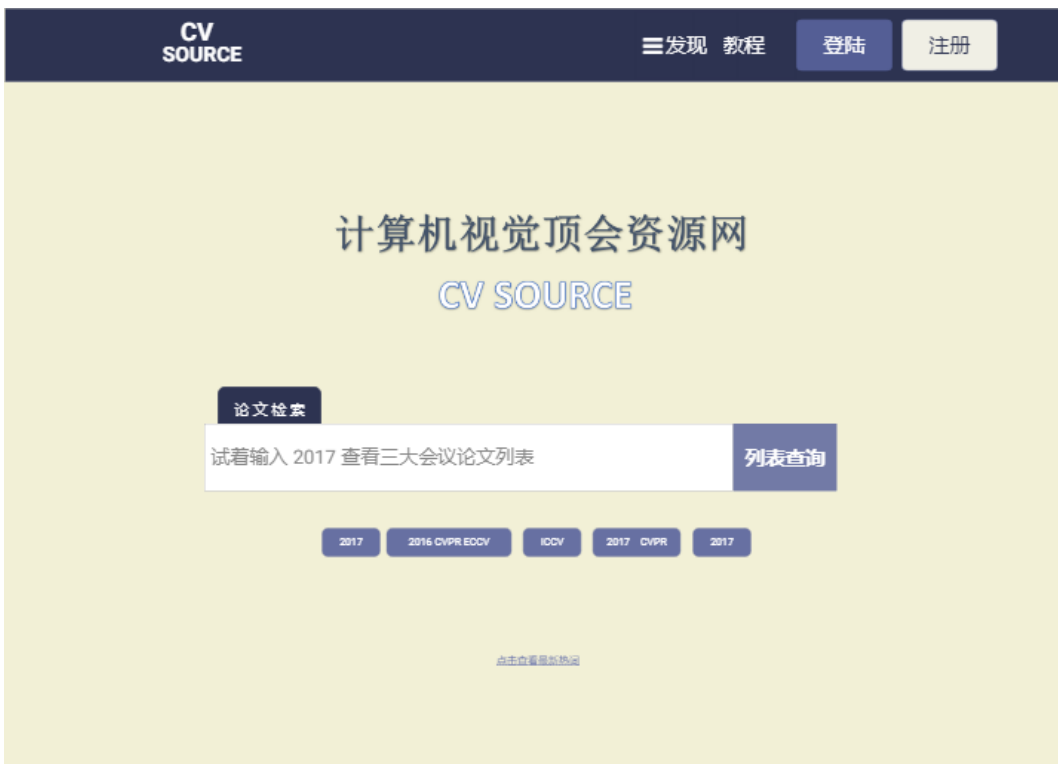 CV
SOURCE
发现 教程 登陆 注册
计算机视觉顶会资源网
CV SOURCE
论文检索
试着输入 2017 查看三大会议论文列表 列表查询
2017 2016 CVPR ECCV ICCV 2017 CVPR 2017
点击查看最新热词